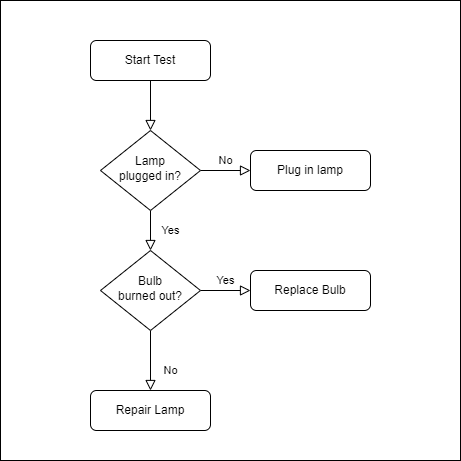 Start Test
Lamp
plugged in?
No
Plug in lamp
Yes
Bulb
burned out?
Yes
Replace Bulb
No
Repair Lamp